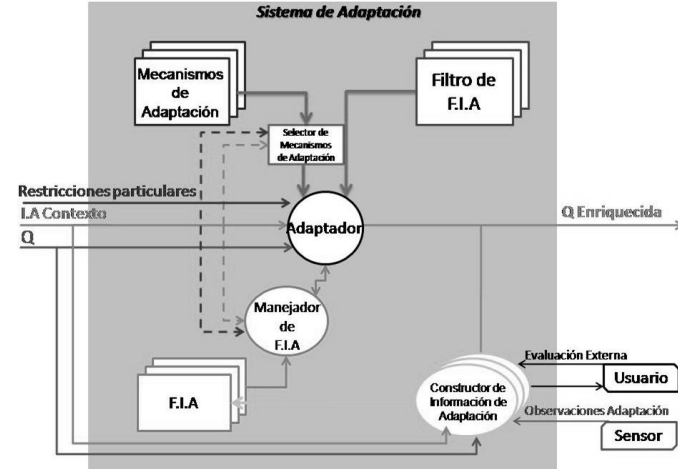 Sistema de Adaptación
Mecanismos
de
Adaptación
Filtro de
F.I.A
Selector de
Mecanismos
de Adaptación
Restricciones particulares
I.A Contexto
Q
Adaptador
Q Enriquecida
Manejador
de
F.I.A
F.I.A
Constructor de
Información de
Adaptación
Evaluación Externa
Usuario
Observaciones Adaptación
Sensor